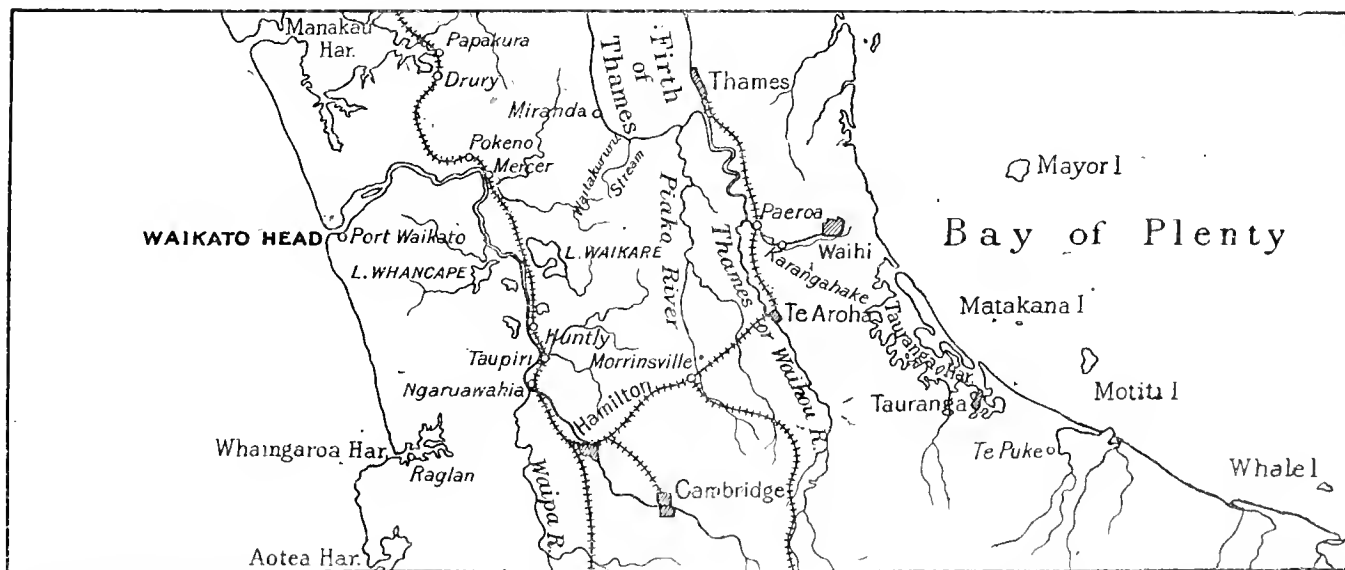 Manakau
Har.
Papakura
Drury
Firth
of
Thames
Thames
Miranda
Pokeno
Mercer
Waitakururu
Stream
Mayor I
WAIKATO HEAD
Port Waikato
L. WHANCAPE
L. WAIKARE
Piako
River
Paeroa
Waihi
Karangahake
Bay of Plenty
Thames or Waihou R.
Te Aroha
Tauranga Har.
Matakana I
Huntly
Taupiri
Morrinsville
Ngaruawahia
Hamilton
Tauranga
Motiti I
Whaingaroa Har.
Raglan
Te Puke
Whale I
Waipa R.
Cambridge
Aotea Har.